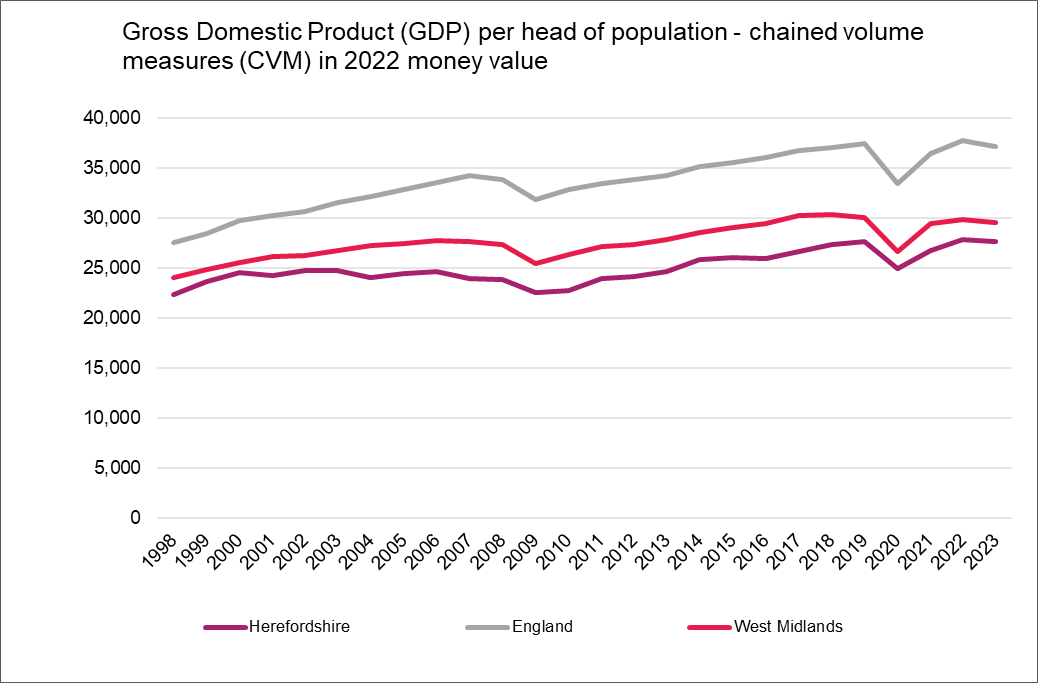 Gross Domestic Product (GDP) per head of population - chained volume
measures (CVM) in 2022 money value
40,000
35,000
30,000
25,000
20,000
15,000
10,000
5,000
0
1998 1999 2000 2001 2002 2003 2004 2005 2006 2007 2008 2009 2010 2011 2012 2013 2014 2015 2016 2017 2018 2019 2020 2021 2022 2023
Herefordshire England West Midlands